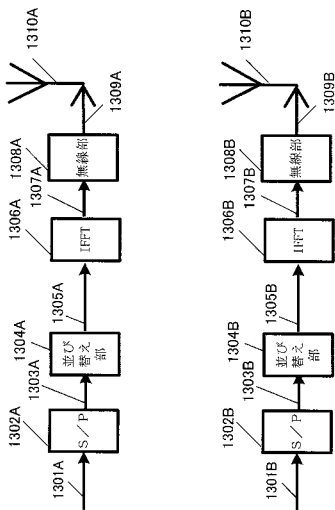 1301A
1302A
S/P
1303A
1304A
並び
替え
部
1305A
1306A
IFFT
1307A
1308A
無線部
1309A
1310A
1301B
1302B
S/P
1303B
1304B
並び
替え
部
1305B
1306B
IFFT
1307B
1308B
無線部
1309B
1310B